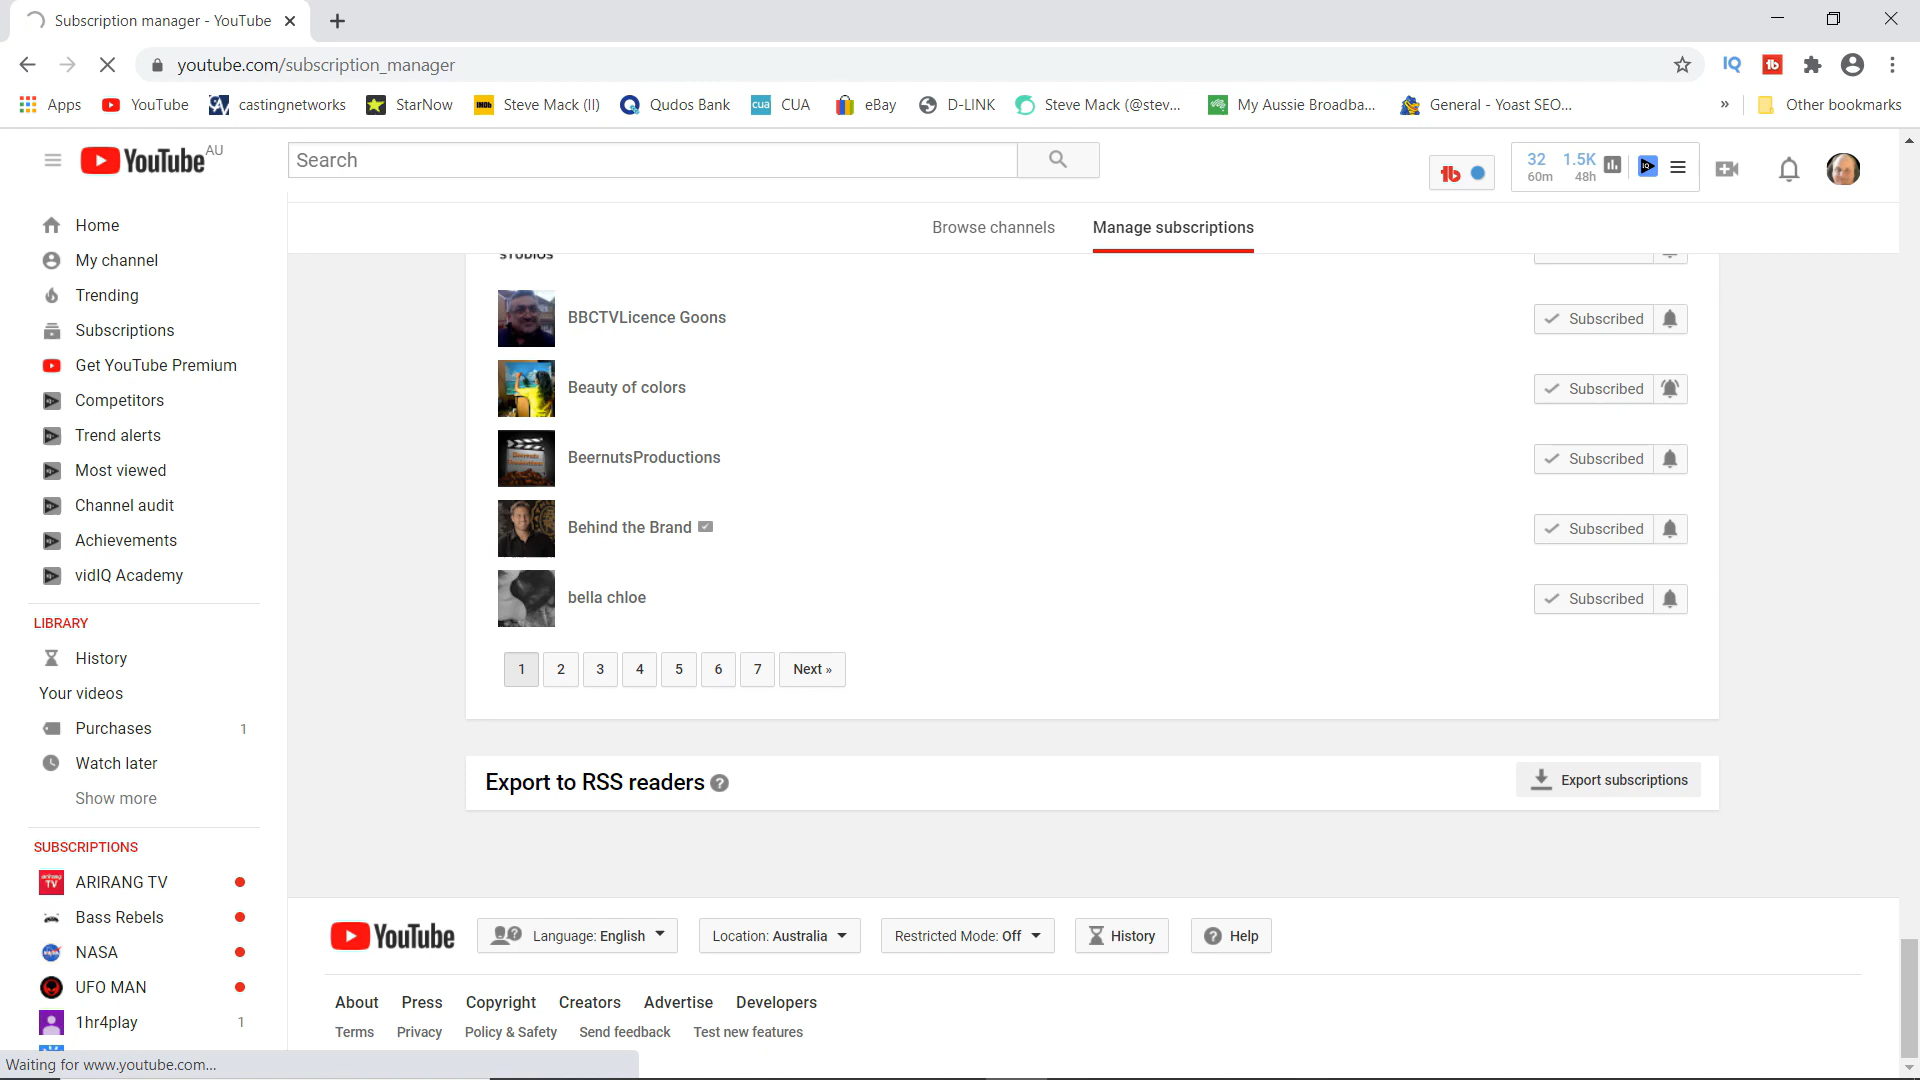 Subscription manager - YouTube
youtube.com/subscription_manager
Apps YouTube castingnetworks StarNow Steve Mack (II) Qudos Bank CUA eBay D-LINK Steve Mack (@stev... My Aussie Broadba... General - Yoast SEO... » Other bookmarks
YouTube AU
Search
32 60m
1.5K 48h
Browse channels Manage subscriptions
Home
My channel
Trending
Subscriptions
Get YouTube Premium
Competitors
Trend alerts
Most viewed
Channel audit
Achievements
vidIQ Academy
LIBRARY
History
Your videos
Purchases 1
Watch later
Show more
SUBSCRIPTIONS
ARIRANG TV
Bass Rebels
NASA
UFO MAN
1hr4play 1
STUDIOS
BBCTVLicence Goons Subscribed
Beauty of colors Subscribed
BeernutsProductions Subscribed
Behind the Brand Subscribed
bella chloe Subscribed
1 2 3 4 5 6 7 Next »
Export to RSS readers ? Export subscriptions
YouTube Language: English Location: Australia Restricted Mode: Off History Help
About Press Copyright Creators Advertise Developers
Terms Privacy Policy & Safety Send feedback Test new features
Waiting for www.youtube.com...